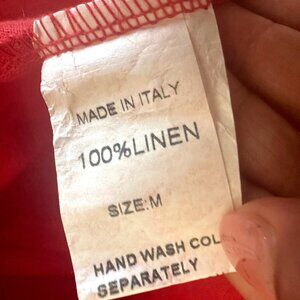 MADE IN ITALY
100%LINEN
SIZE:M
HAND WASH COL
SEPARATELY